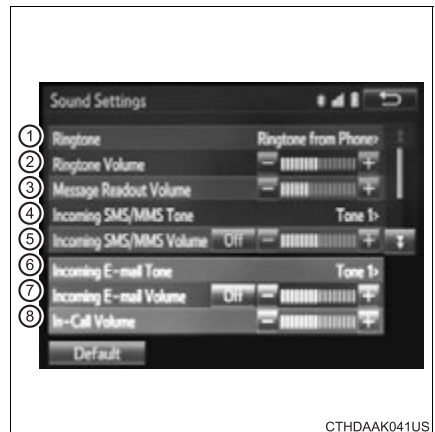 Sound Settings
① Ringtone Ringtone from Phone>
② Ringtone Volume − +
③ Message Readout Volume − +
④ Incoming SMS/MMS Tone Tone 1>
⑤ Incoming SMS/MMS Volume Off − +
⑥ Incoming E-mail Tone Tone 1>
⑦ Incoming E-mail Volume Off − +
⑧ In-Call Volume − +
Default
CTHDAAK041US